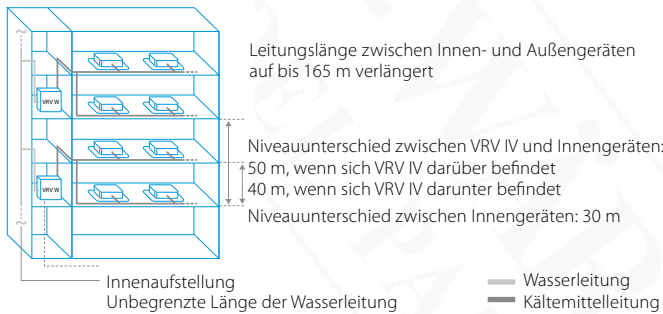 Leitungslänge zwischen Innen- und Außengeräten
auf bis 165 m verlängert
VRV W
Niveauunterschied zwischen VRV IV und Innengeräten:
50 m, wenn sich VRV IV darüber befindet
40 m, wenn sich VRV IV darunter befindet
VRV W
Niveauunterschied zwischen Innengeräten: 30 m
Innenaufstellung
Unbegrenzte Länge der Wasserleitung
Wasserleitung
Kältemittelleitung